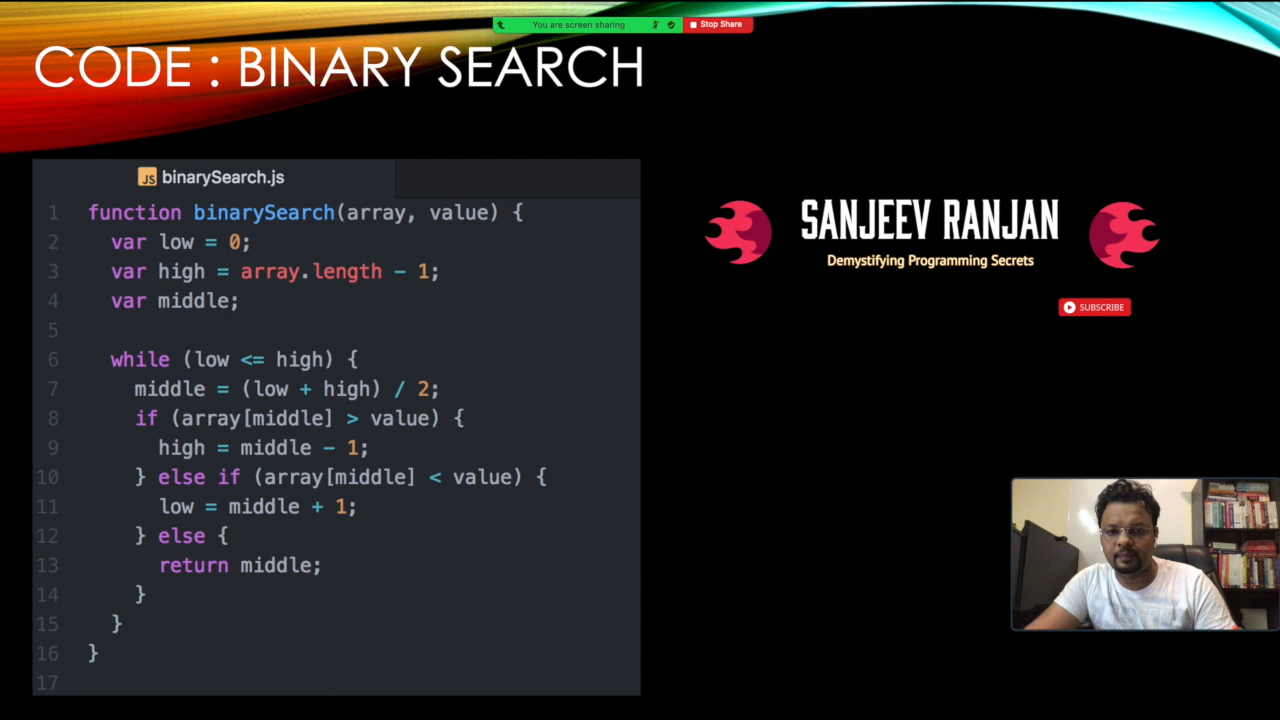 You are screen sharing
Stop Share
CODE : BINARY SEARCH
JS binarySearch.js
1 function binarySearch(array, value) {
2 var low = 0;
3 var high = array.length - 1;
4 var middle;
5
6 while (low <= high) {
7 middle = (low + high) / 2;
8 if (array[middle] > value) {
9 high = middle - 1;
10 } else if (array[middle] < value) {
11 low = middle + 1;
12 } else {
13 return middle;
14 }
15 }
16 }
17
SANJEEV RANJAN
Demystifying Programming Secrets
SUBSCRIBE